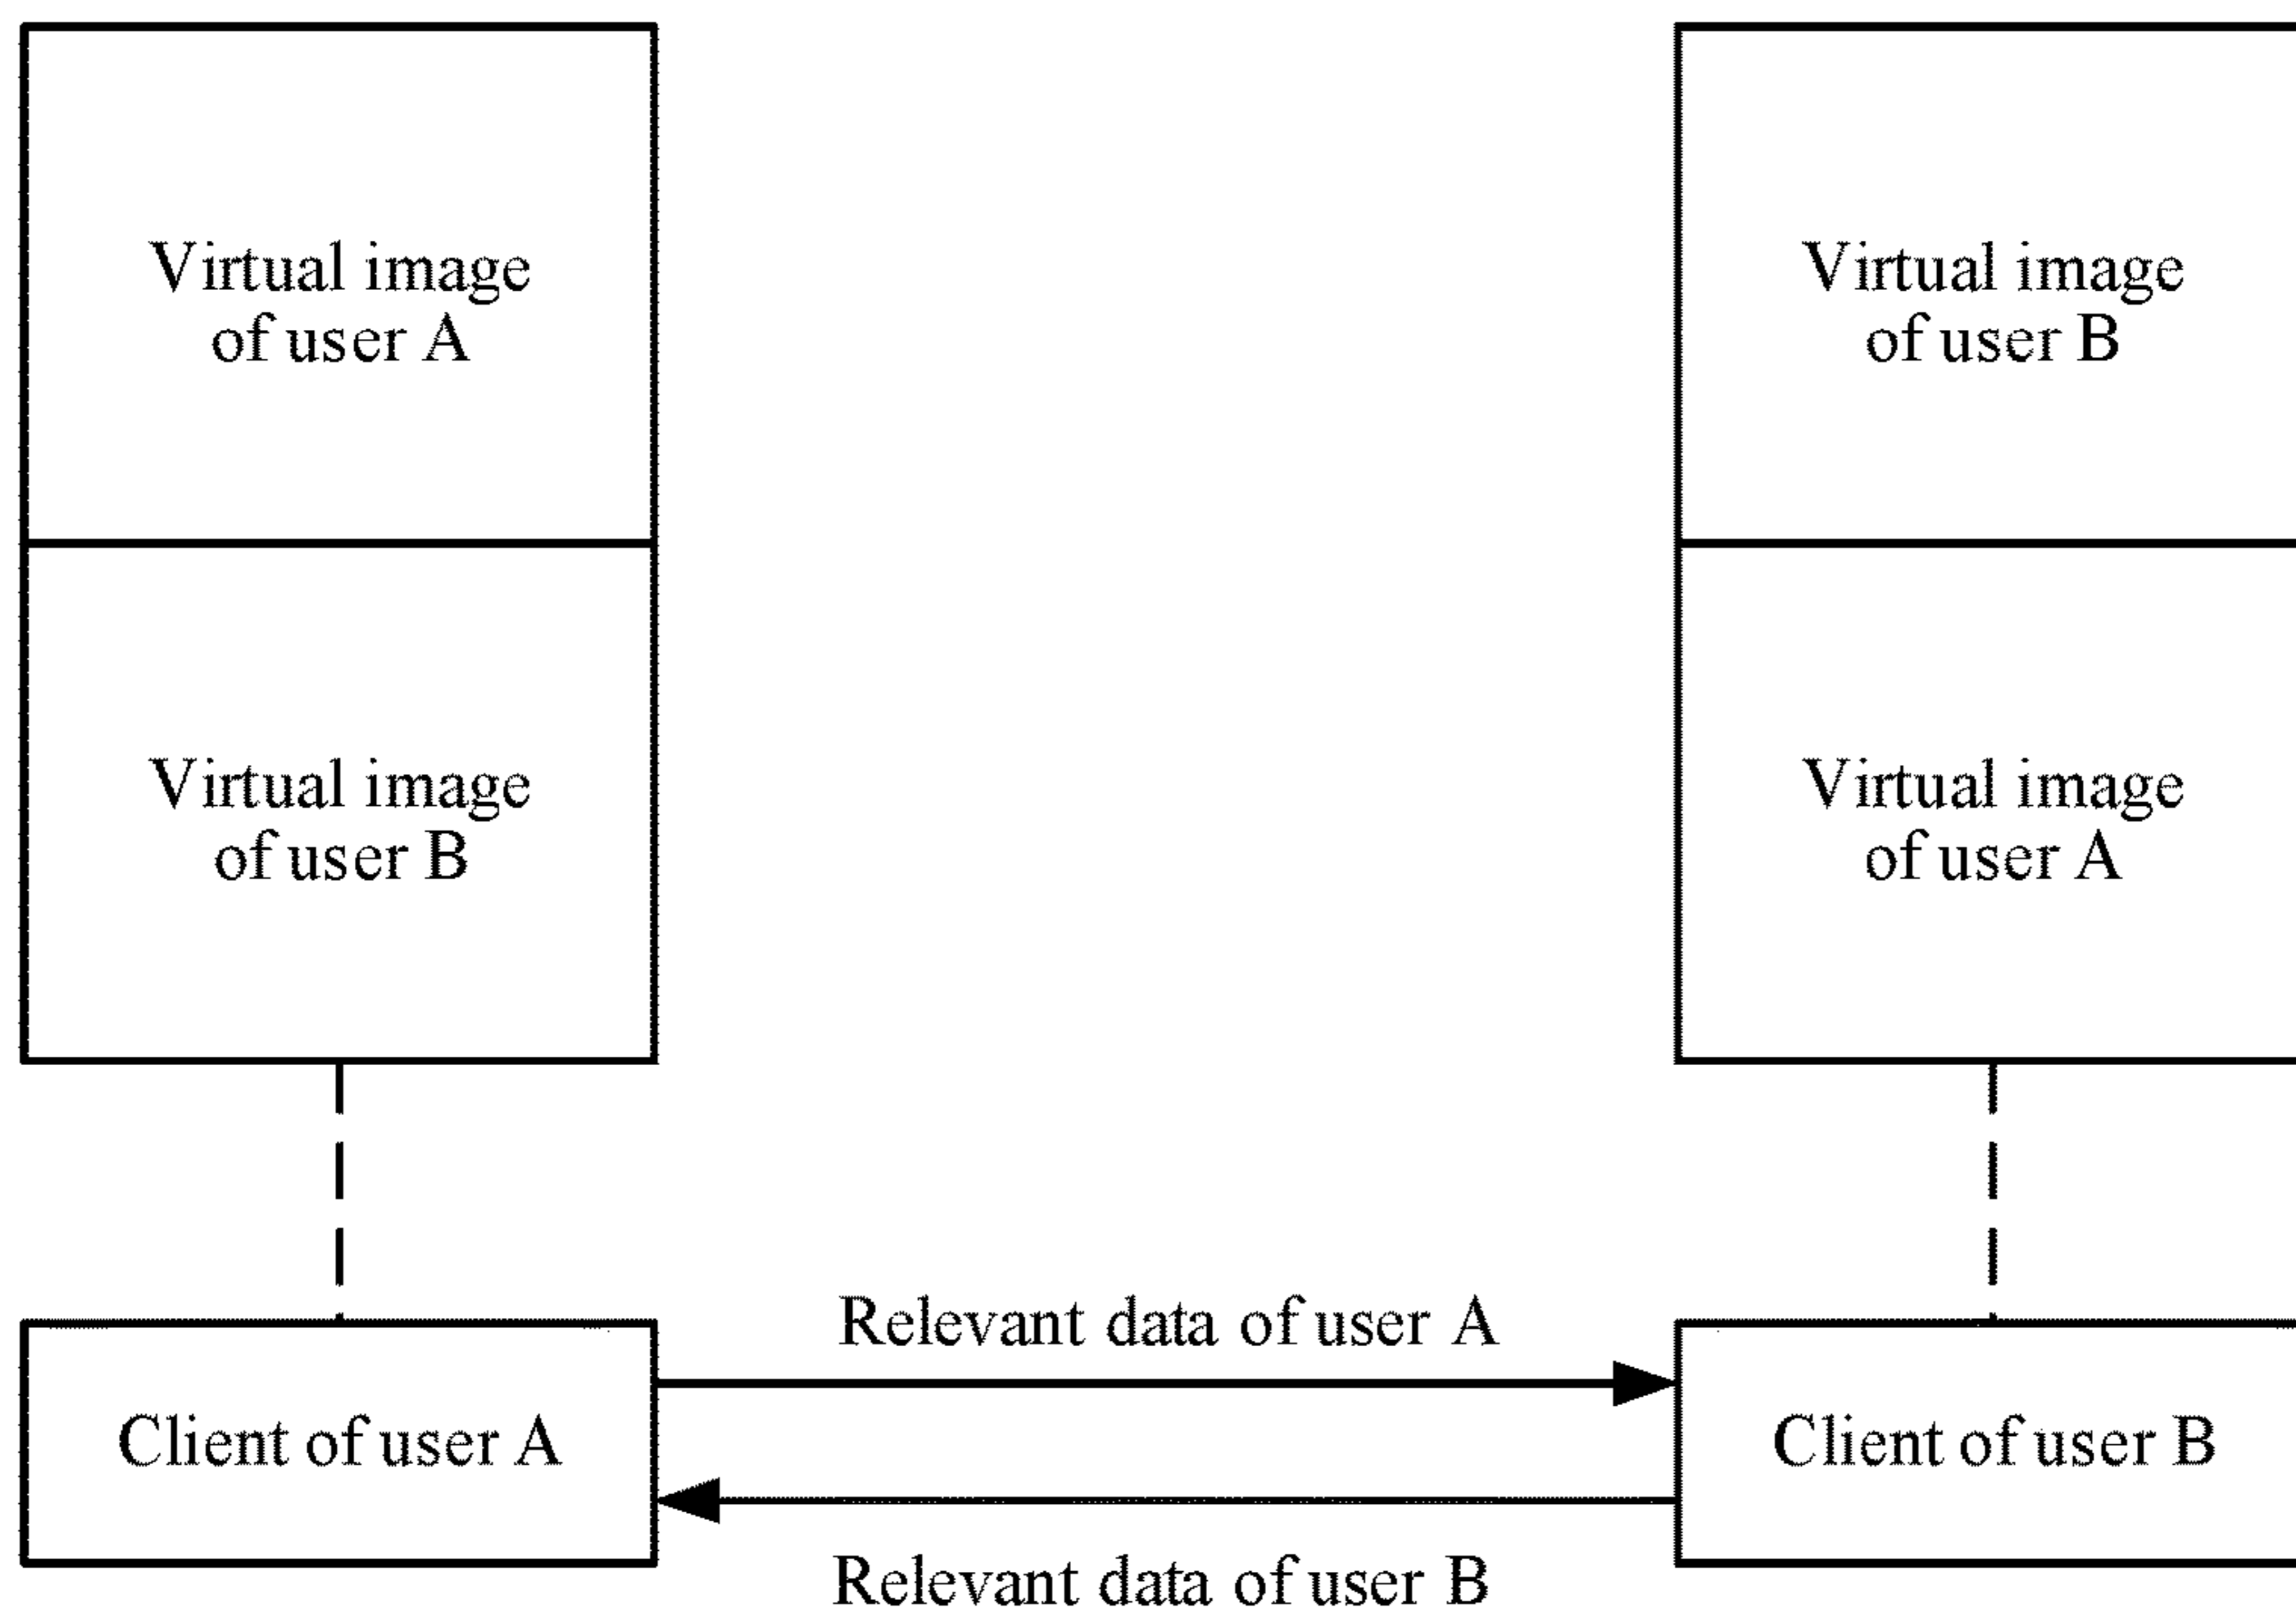 Virtual image
of user A
Virtual image
of user B
Virtual image
of user B
Virtual image
of user A
Relevant data of user A
Client of user A
Client of user B
Relevant data of user B